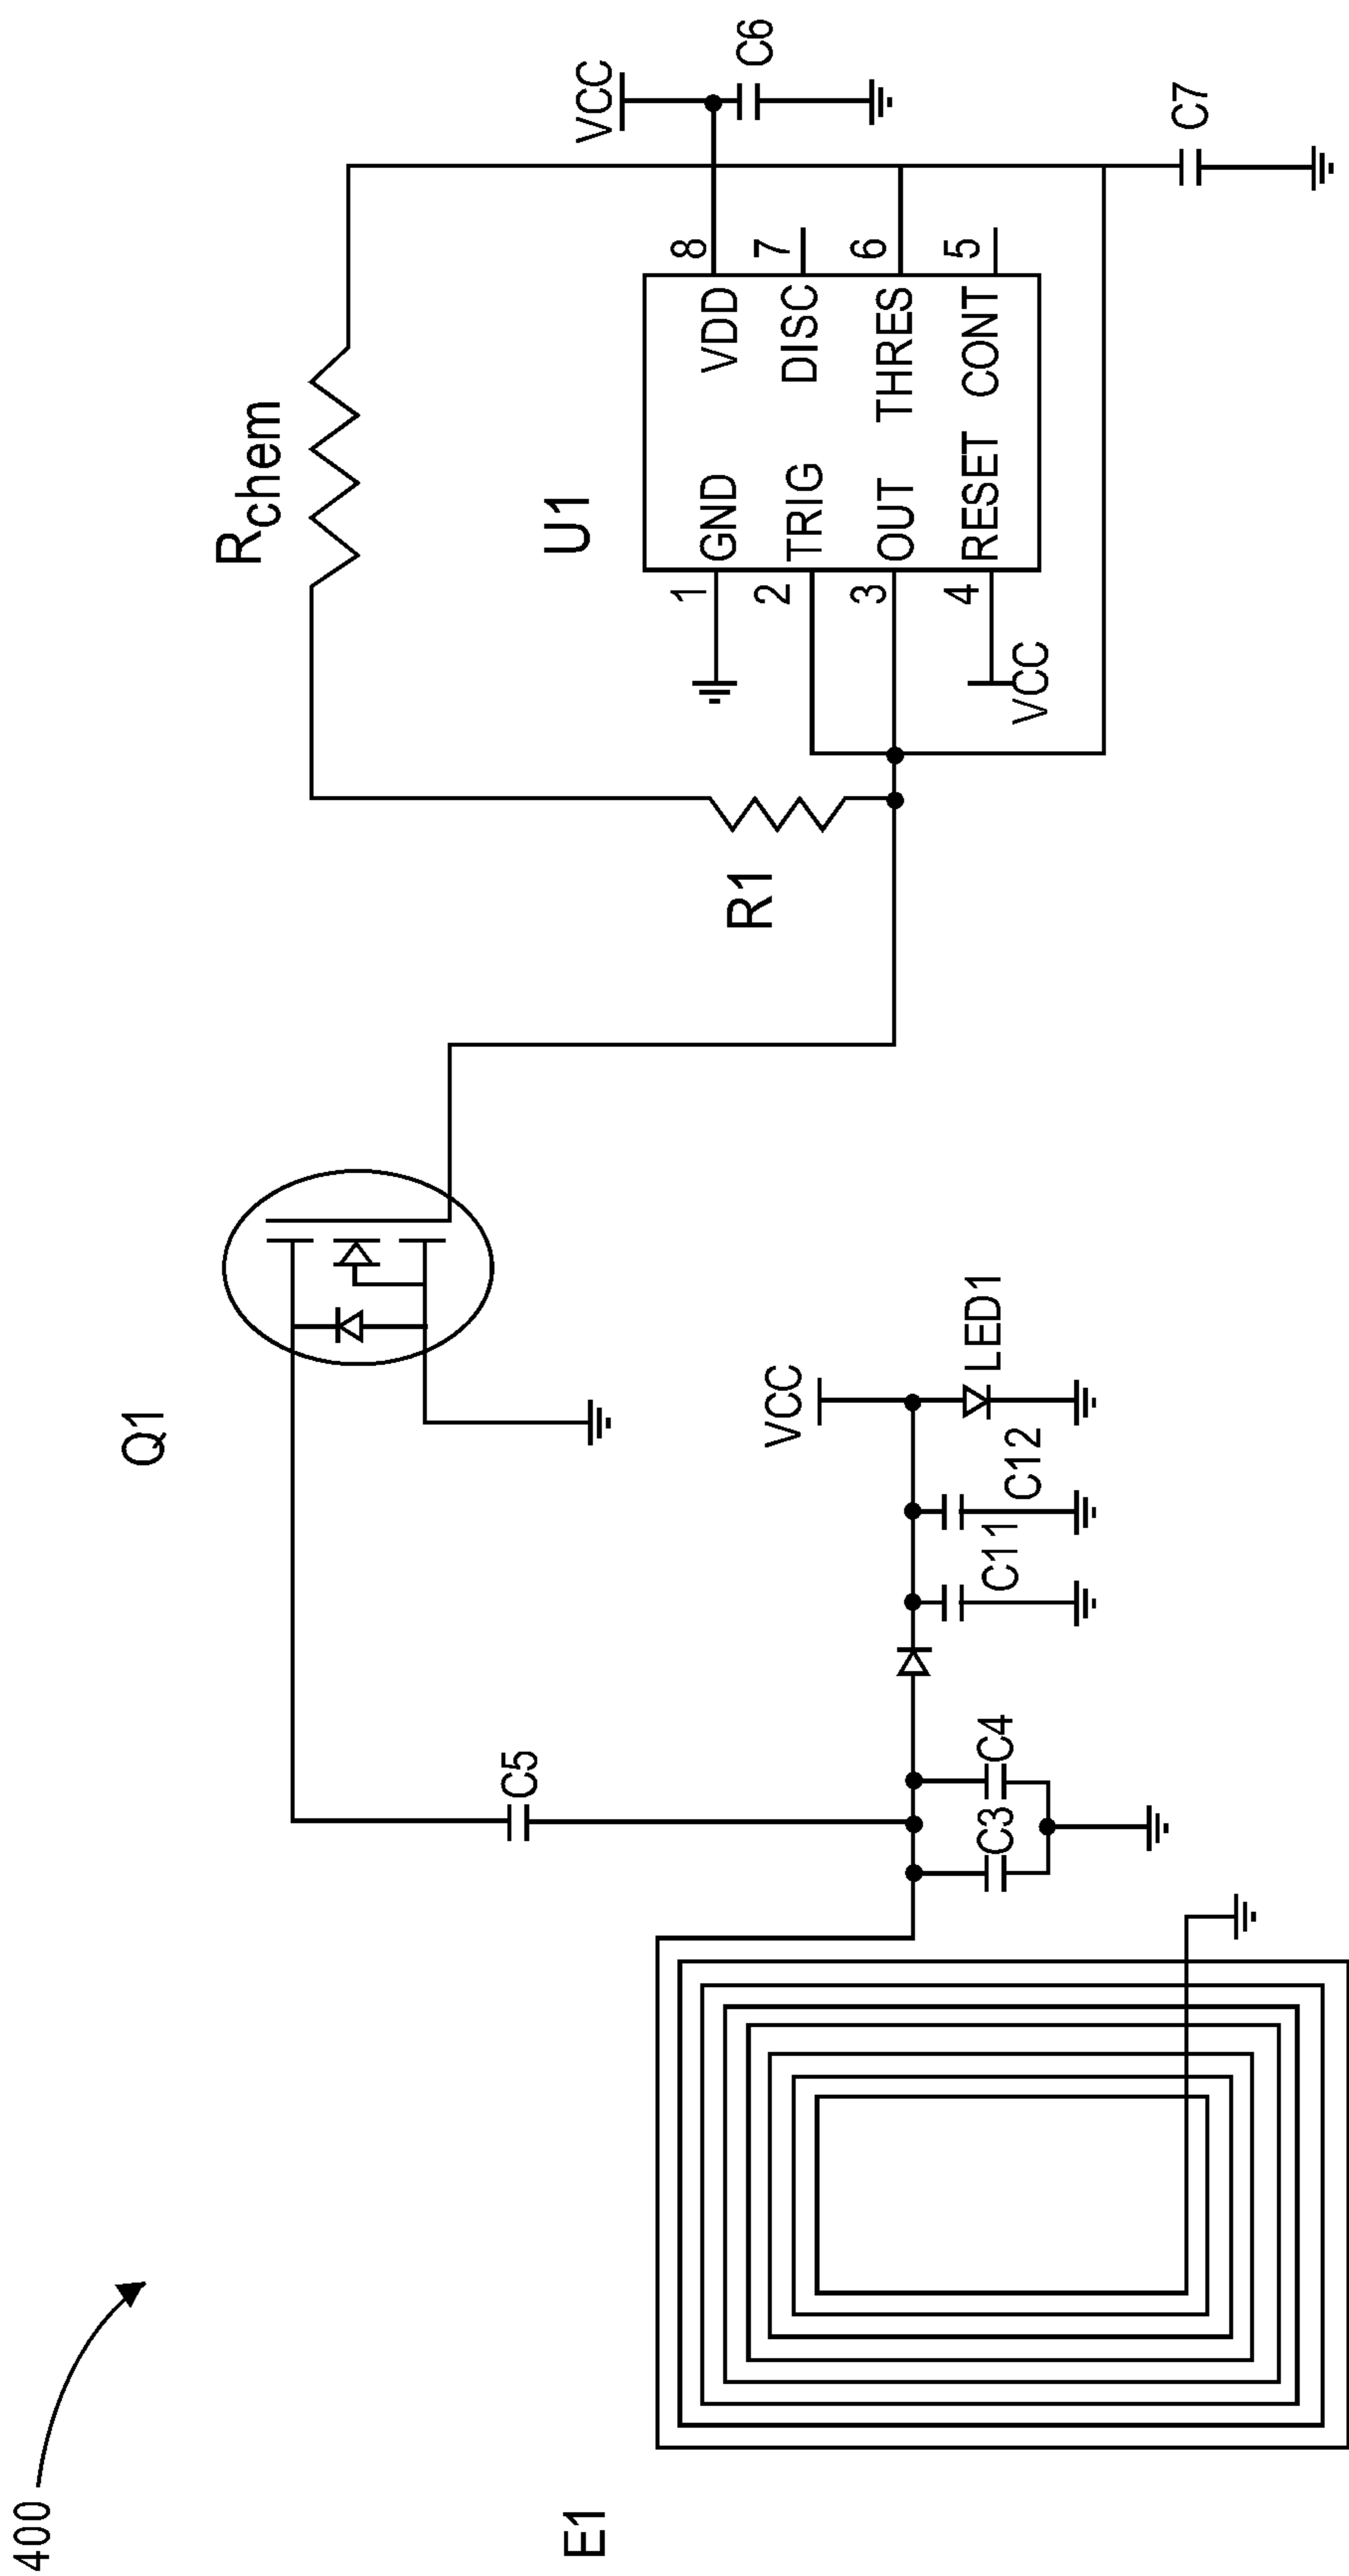 400
E1
Q1
C5
C3
C4
C11
C12
VCC
LED1
R1
Rchem
U1
1
2
3
4
GND
TRIG
OUT
RESET
VDD
DISC
THRES
CONT
8
7
6
5
VCC
VCC
C6
C7